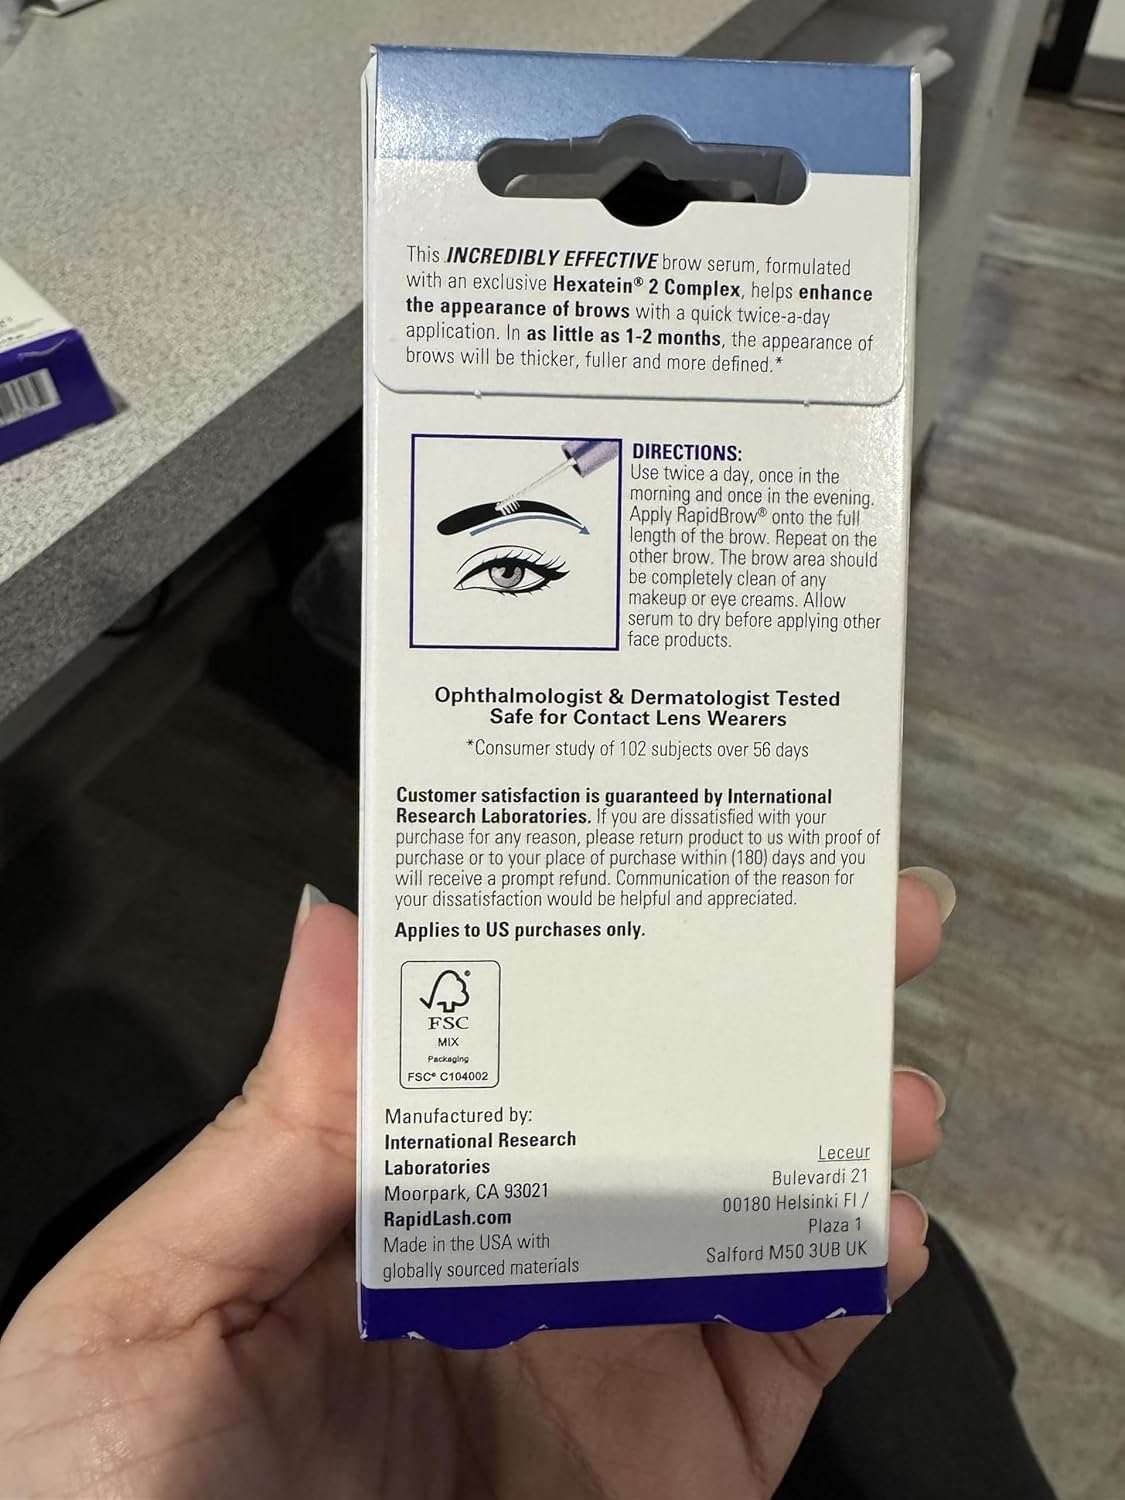 This INCREDIBLY EFFECTIVE brow serum, formulated
with an exclusive Hexatein® 2 Complex, helps enhance
the appearance of brows with a quick twice-a-day
application. In as little as 1-2 months, the appearance of
brows will be thicker, fuller and more defined.*
DIRECTIONS:
Use twice a day, once in the
morning and once in the evening.
Apply RapidBrow® onto the full
length of the brow. Repeat on the
other brow. The brow area should
be completely clean of any
makeup or eye creams. Allow
serum to dry before applying other
face products.
Ophthalmologist & Dermatologist Tested
Safe for Contact Lens Wearers
*Consumer study of 102 subjects over 56 days
Customer satisfaction is guaranteed by International
Research Laboratories. If you are dissatisfied with your
purchase for any reason, please return product to us with proof of
purchase or to your place of purchase within (180) days and you
will receive a prompt refund. Communication of the reason for
your dissatisfaction would be helpful and appreciated.
Applies to US purchases only.
FSC
MIX
Packaging
FSC® C104002
Manufactured by:
International Research
Laboratories
Moorpark, CA 93021
RapidLash.com
Made in the USA with
globally sourced materials
Leceur
Bulevardi 21
00180 Helsinki FI /
Plaza 1
Salford M50 3UB UK